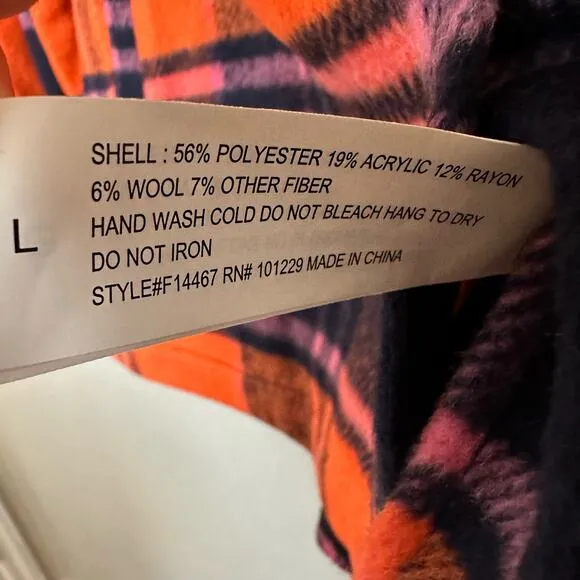 SHELL : 56% POLYESTER 19% ACRYLIC 12% RAYON
6% WOOL 7% OTHER FIBER
HAND WASH COLD DO NOT BLEACH HANG TO DRY
DO NOT IRON
STYLE#F14467 RN# 101229 MADE IN CHINA
L